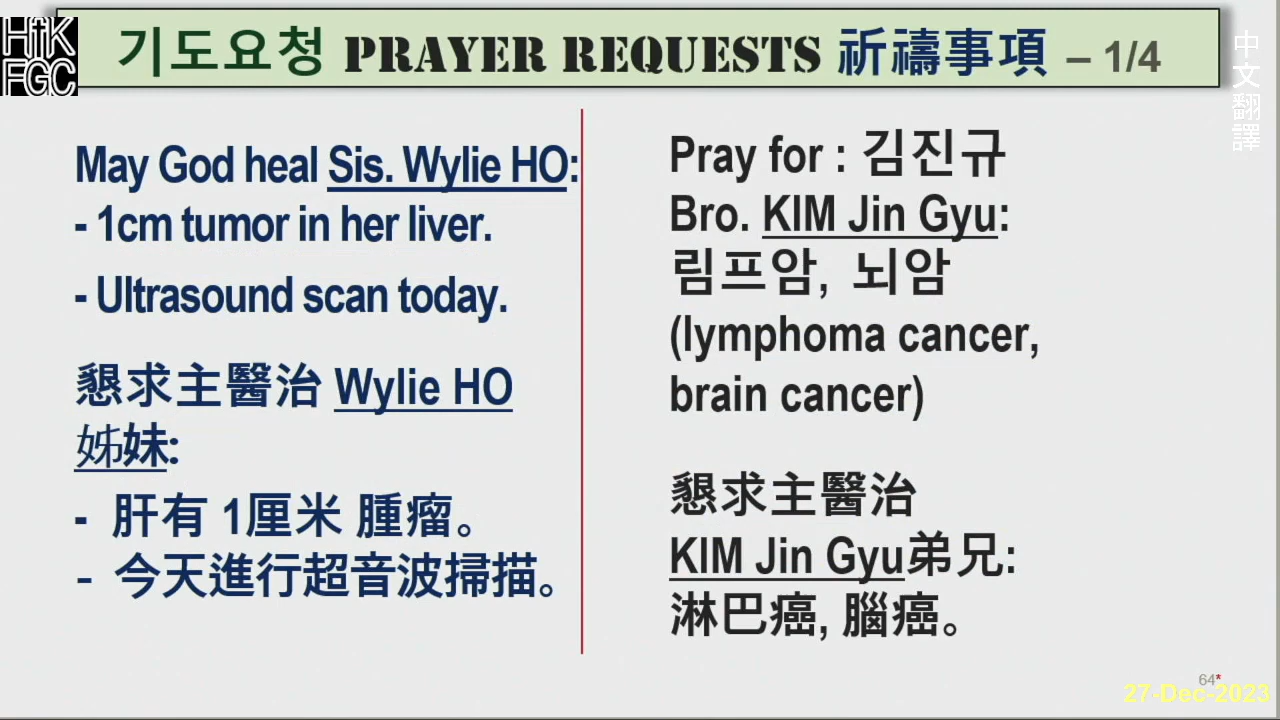 HfK
FGC
기도요청 PRAYER REQUESTS 祈禱事項 – 1/4
中文翻譯
May God heal Sis. Wylie HO:
- 1cm tumor in her liver.
- Ultrasound scan today.
懇求主醫治 Wylie HO
姊妹:
- 肝有 1厘米 腫瘤。
- 今天進行超音波掃描。
Pray for : 김진규
Bro. KIM Jin Gyu:
림프암, 뇌암
(lymphoma cancer,
brain cancer)
懇求主醫治
KIM Jin Gyu弟兄:
淋巴癌, 腦癌。
64*
27-Dec-2023